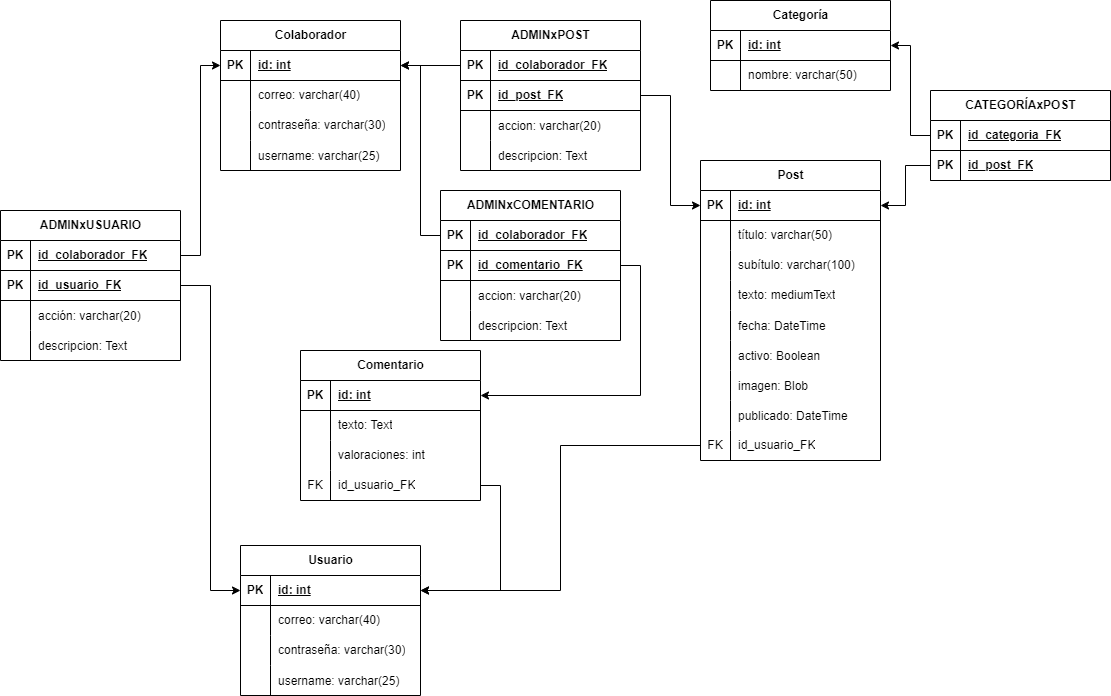 Colaborador
PK id: int
correo: varchar(40)
contraseña: varchar(30)
username: varchar(25)
ADMINxPOST
PK id_colaborador_FK
PK id_post_FK
accion: varchar(20)
descripcion: Text
Categoría
PK id: int
nombre: varchar(50)
CATEGORÍAxPOST
PK id_categoria_FK
PK id_post_FK
ADMINxUSUARIO
PK id_colaborador_FK
PK id_usuario_FK
acción: varchar(20)
descripcion: Text
ADMINxCOMENTARIO
PK id_colaborador_FK
PK id_comentario_FK
accion: varchar(20)
descripcion: Text
Post
PK id: int
título: varchar(50)
subítulo: varchar(100)
texto: mediumText
fecha: DateTime
activo: Boolean
imagen: Blob
publicado: DateTime
FK id_usuario_FK
Comentario
PK id: int
texto: Text
valoraciones: int
FK id_usuario_FK
Usuario
PK id: int
correo: varchar(40)
contraseña: varchar(30)
username: varchar(25)